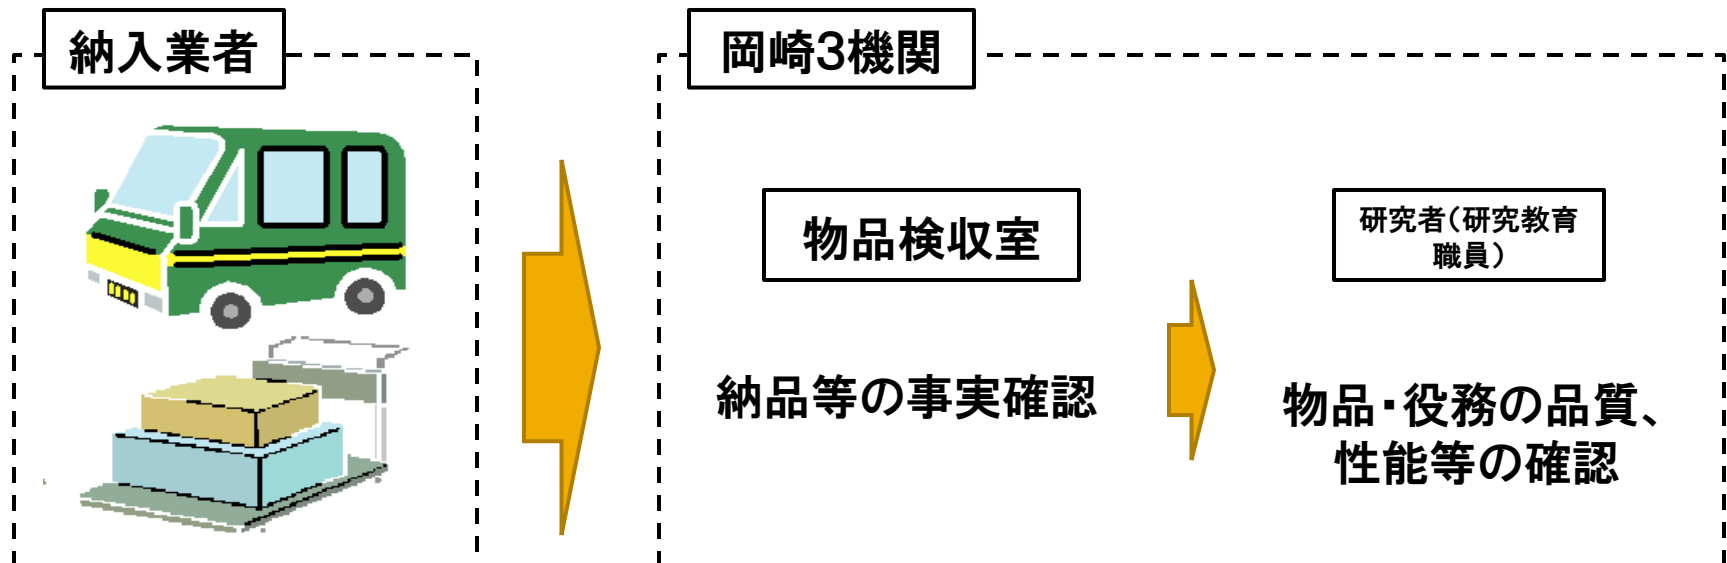 納入業者
岡崎3機関
物品検収室
研究者(研究教育
職員)
納品等の事実確認
物品・役務の品質、
性能等の確認